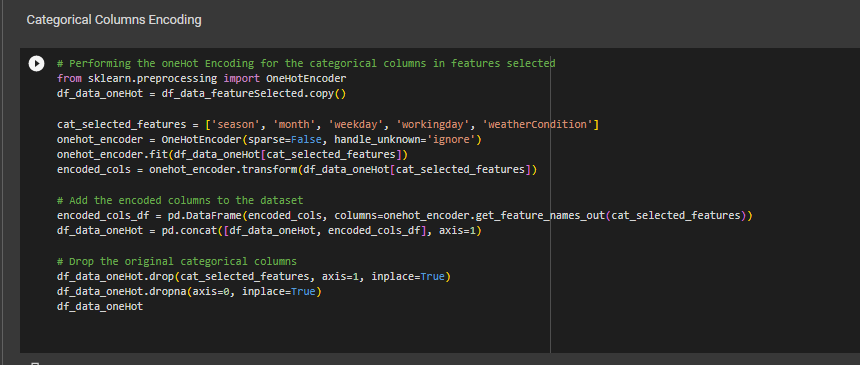 Categorical Columns Encoding
# Performing the oneHot Encoding for the categorical columns in features selected
from sklearn.preprocessing import OneHotEncoder
df_data_oneHot = df_data_featureSelected.copy()
cat_selected_features = ['season', 'month', 'weekday', 'workingday', 'weatherCondition']
onehot_encoder = OneHotEncoder(sparse=False, handle_unknown='ignore')
onehot_encoder.fit(df_data_oneHot[cat_selected_features])
encoded_cols = onehot_encoder.transform(df_data_oneHot[cat_selected_features])
# Add the encoded columns to the dataset
encoded_cols_df = pd.DataFrame(encoded_cols, columns=onehot_encoder.get_feature_names_out(cat_selected_features))
df_data_oneHot = pd.concat([df_data_oneHot, encoded_cols_df], axis=1)
# Drop the original categorical columns
df_data_oneHot.drop(cat_selected_features, axis=1, inplace=True)
df_data_oneHot.dropna(axis=0, inplace=True)
df_data_oneHot